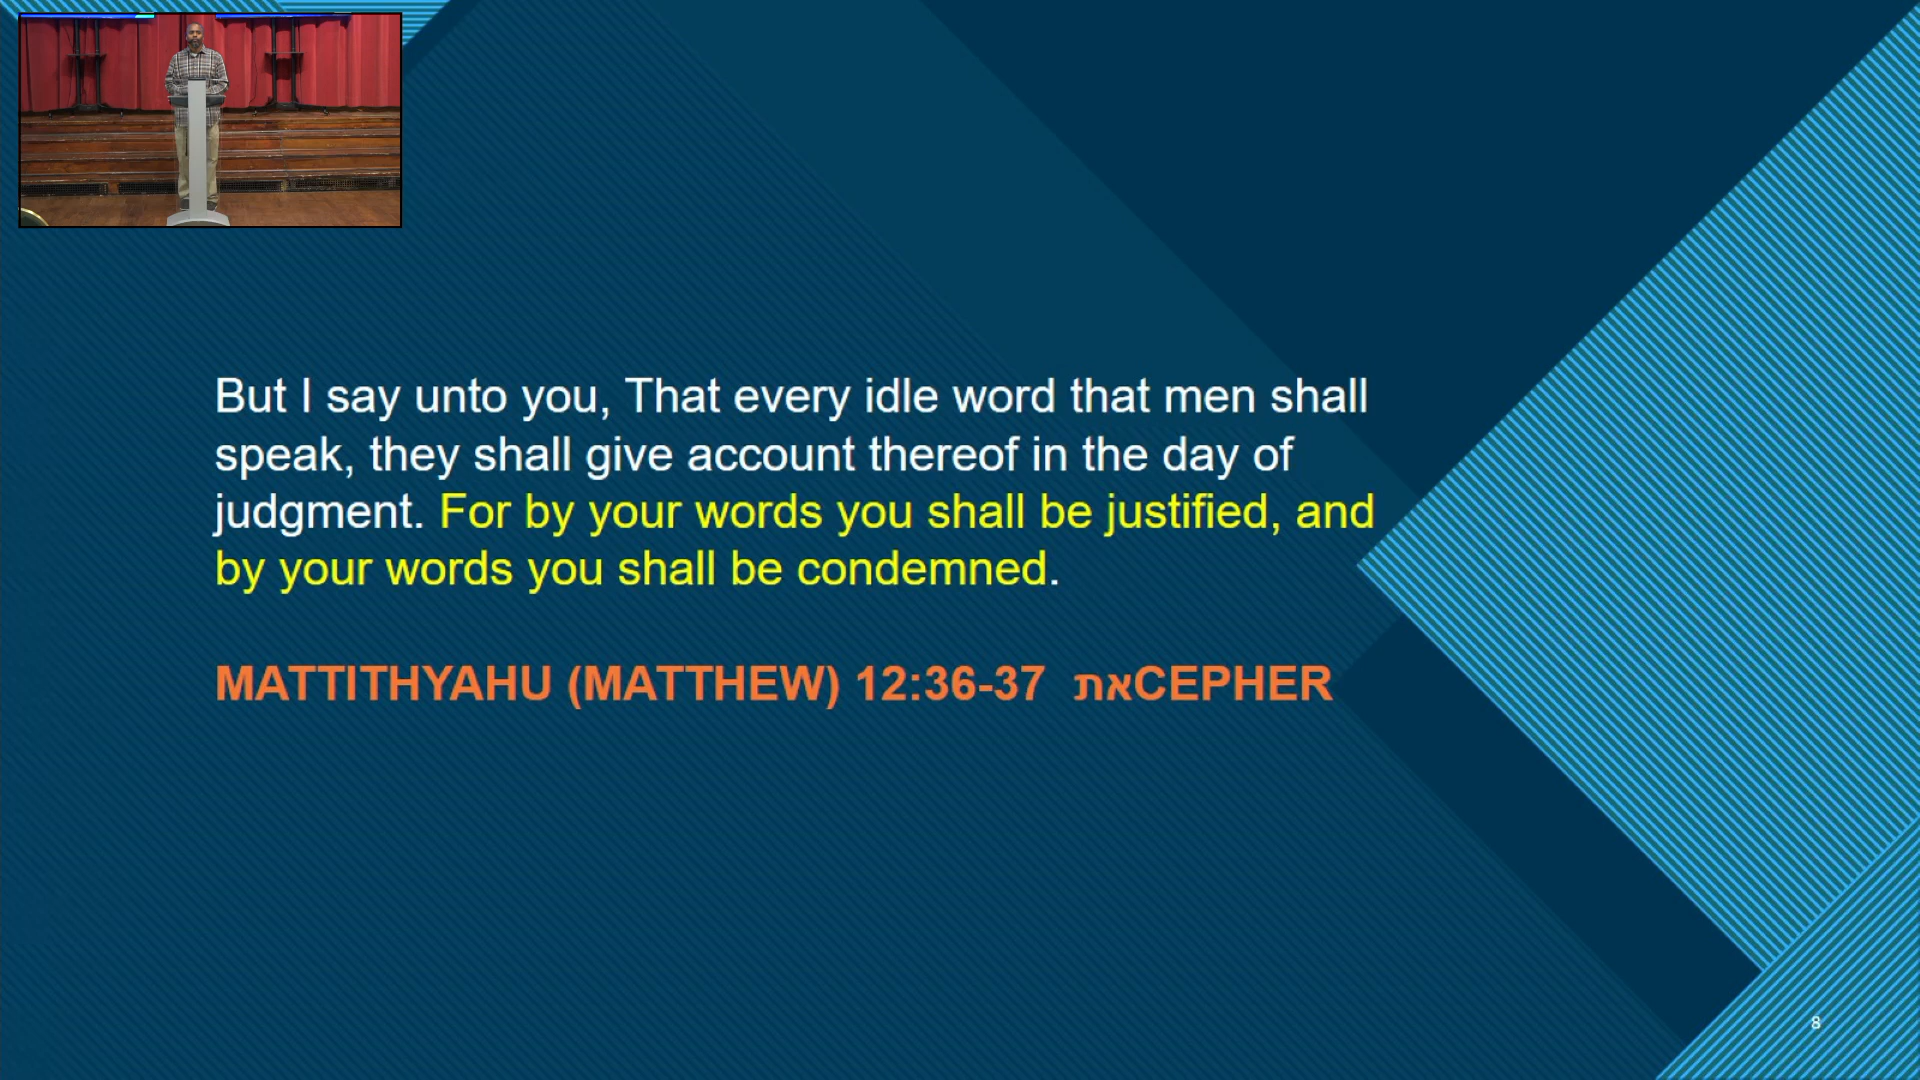 But I say unto you, That every idle word that men shall
speak, they shall give account thereof in the day of
judgment. For by your words you shall be justified, and
by your words you shall be condemned.
MATTITHYAHU (MATTHEW) 12:36-37 את CEPHER
8